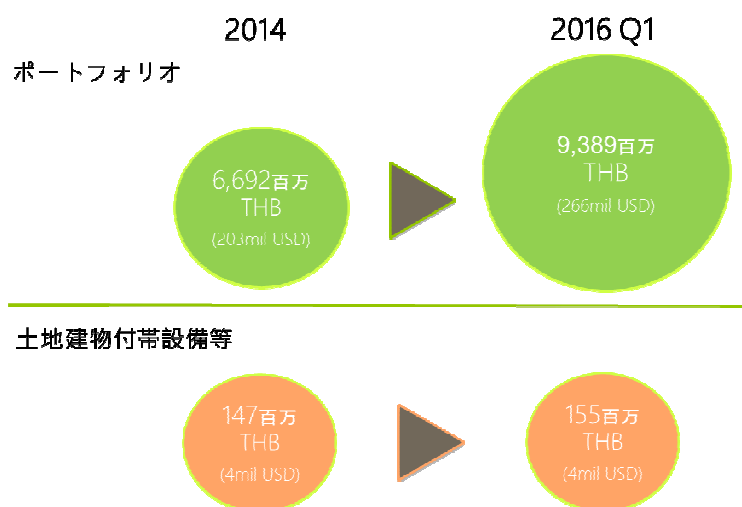 2014
2016 Q1
ポートフォリオ
6,692百万
THB
(203mil USD)
9,389百万
THB
(266mil USD)
土地建物付帯設備等
147百万
THB
(4mil USD)
155百万
THB
(4mil USD)